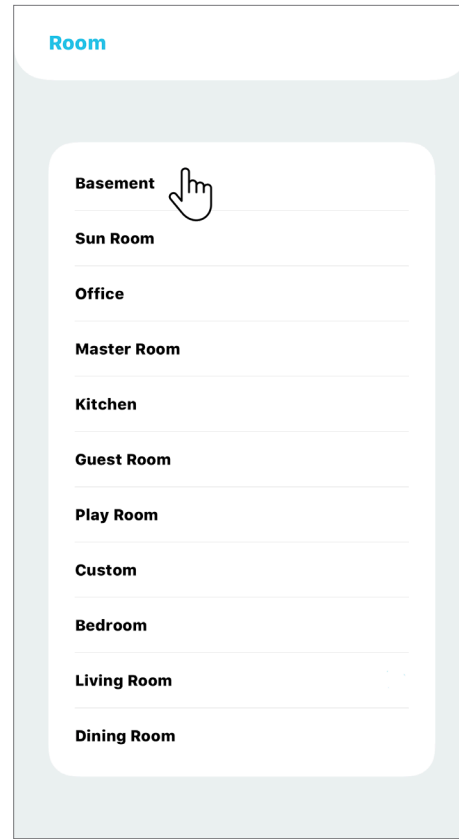 Room
Basement
Sun Room
Office
Master Room
Kitchen
Guest Room
Play Room
Custom
Bedroom
Living Room
Dining Room